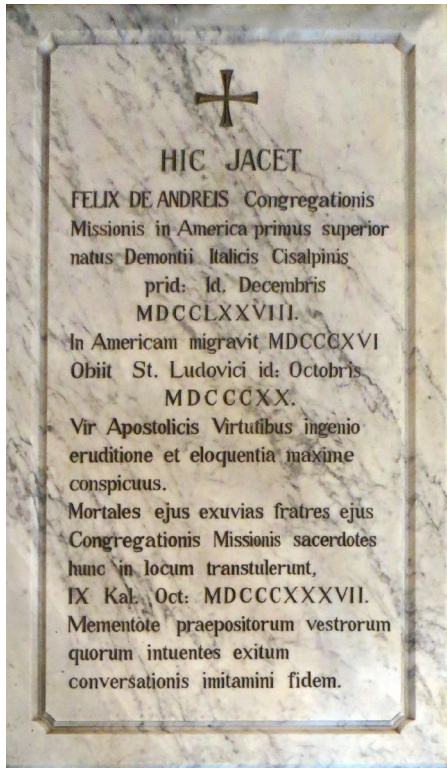 HIC JACET
FELIX DE ANDREIS Congregationis
Missionis in America primus superior
natus Demontii Italicis Cisalpinis
prid: Id. Decembris
MDCCLXXVIII.
In Americam migravit MDCCCXVI
Obiit St. Ludovici id: Octobris
MDCCCXX.
Vir Apostolicis Virtutibus ingenio
eruditione et eloquentia maxime
conspicuus.
Mortales ejus exuvias fratres ejus
Congregationis Missionis sacerdotes
hunc in locum transtulerunt,
IX Kal. Oct: MDCCCXXXVII.
Mementote praepositorum vestrorum
quorum intuentes exitum
conversationis imitamini fidem.